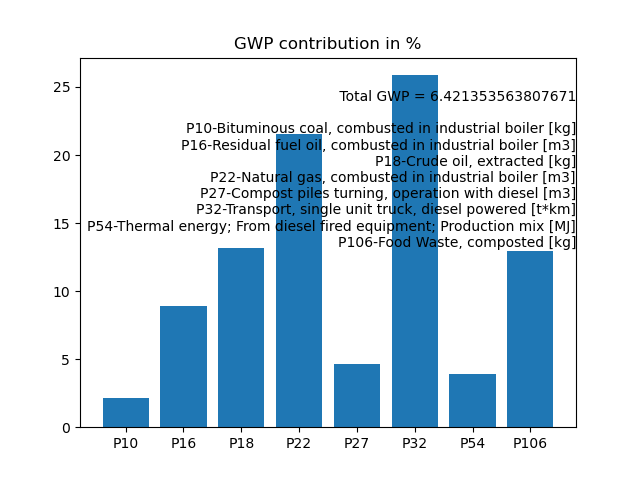 GWP contribution in %
25
20
15
10
5
0
Total GWP = 6.421353563807671
P10-Bituminous coal, combusted in industrial boiler [kg]
P16-Residual fuel oil, combusted in industrial boiler [m3]
P18-Crude oil, extracted [kg]
P22-Natural gas, combusted in industrial boiler [m3]
P27-Compost piles turning, operation with diesel [m3]
P32-Transport, single unit truck, diesel powered [t*km]
P54-Thermal energy; From diesel fired equipment; Production mix [MJ]
P106-Food Waste, composted [kg]
P10 P16 P18 P22 P27 P32 P54 P106